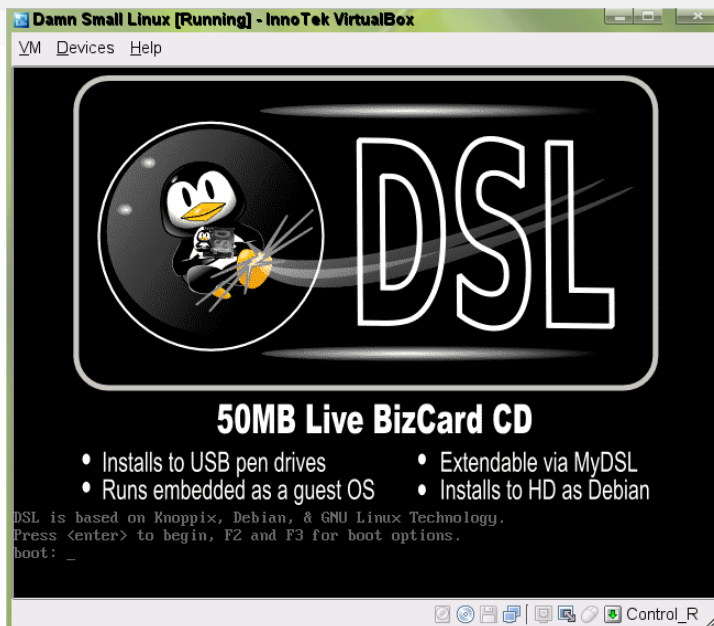 Damn Small Linux [Running] - InnoTek VirtualBox
VM Devices Help
DSL
DSL
50MB Live BizCard CD
• Installs to USB pen drives
• Extendable via MyDSL
• Runs embedded as a guest OS
• Installs to HD as Debian
DSL is based on Knoppix, Debian, & GNU Linux Technology.
Press <enter> to begin, F2 and F3 for boot options.
boot: _
Control_R